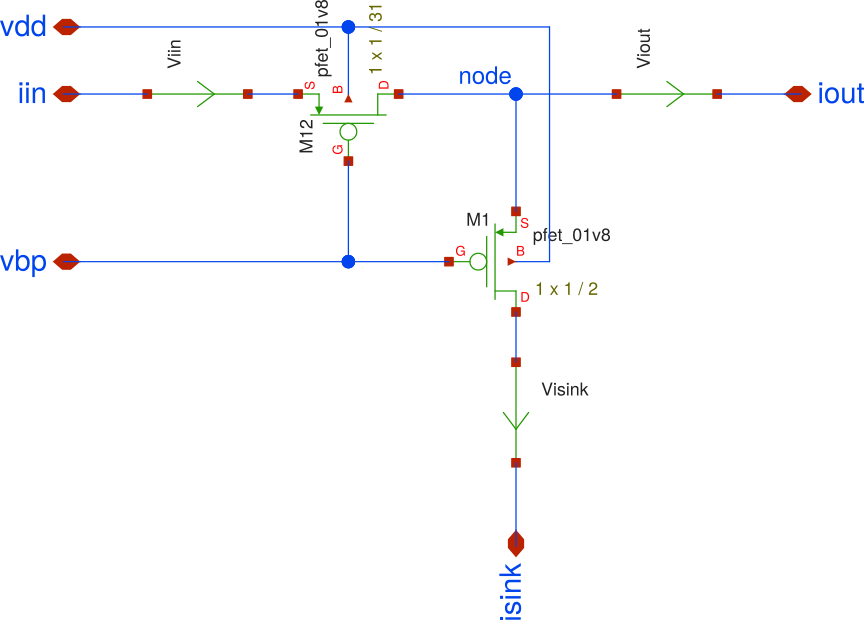 vdd
Viin
pfet_01v8
1 x 1 / 31
Viout
iin
S
B
D
node
iout
M12
G
M1
S
pfet_01v8
vbp
G
B
D
1 x 1 / 2
Visink
isink